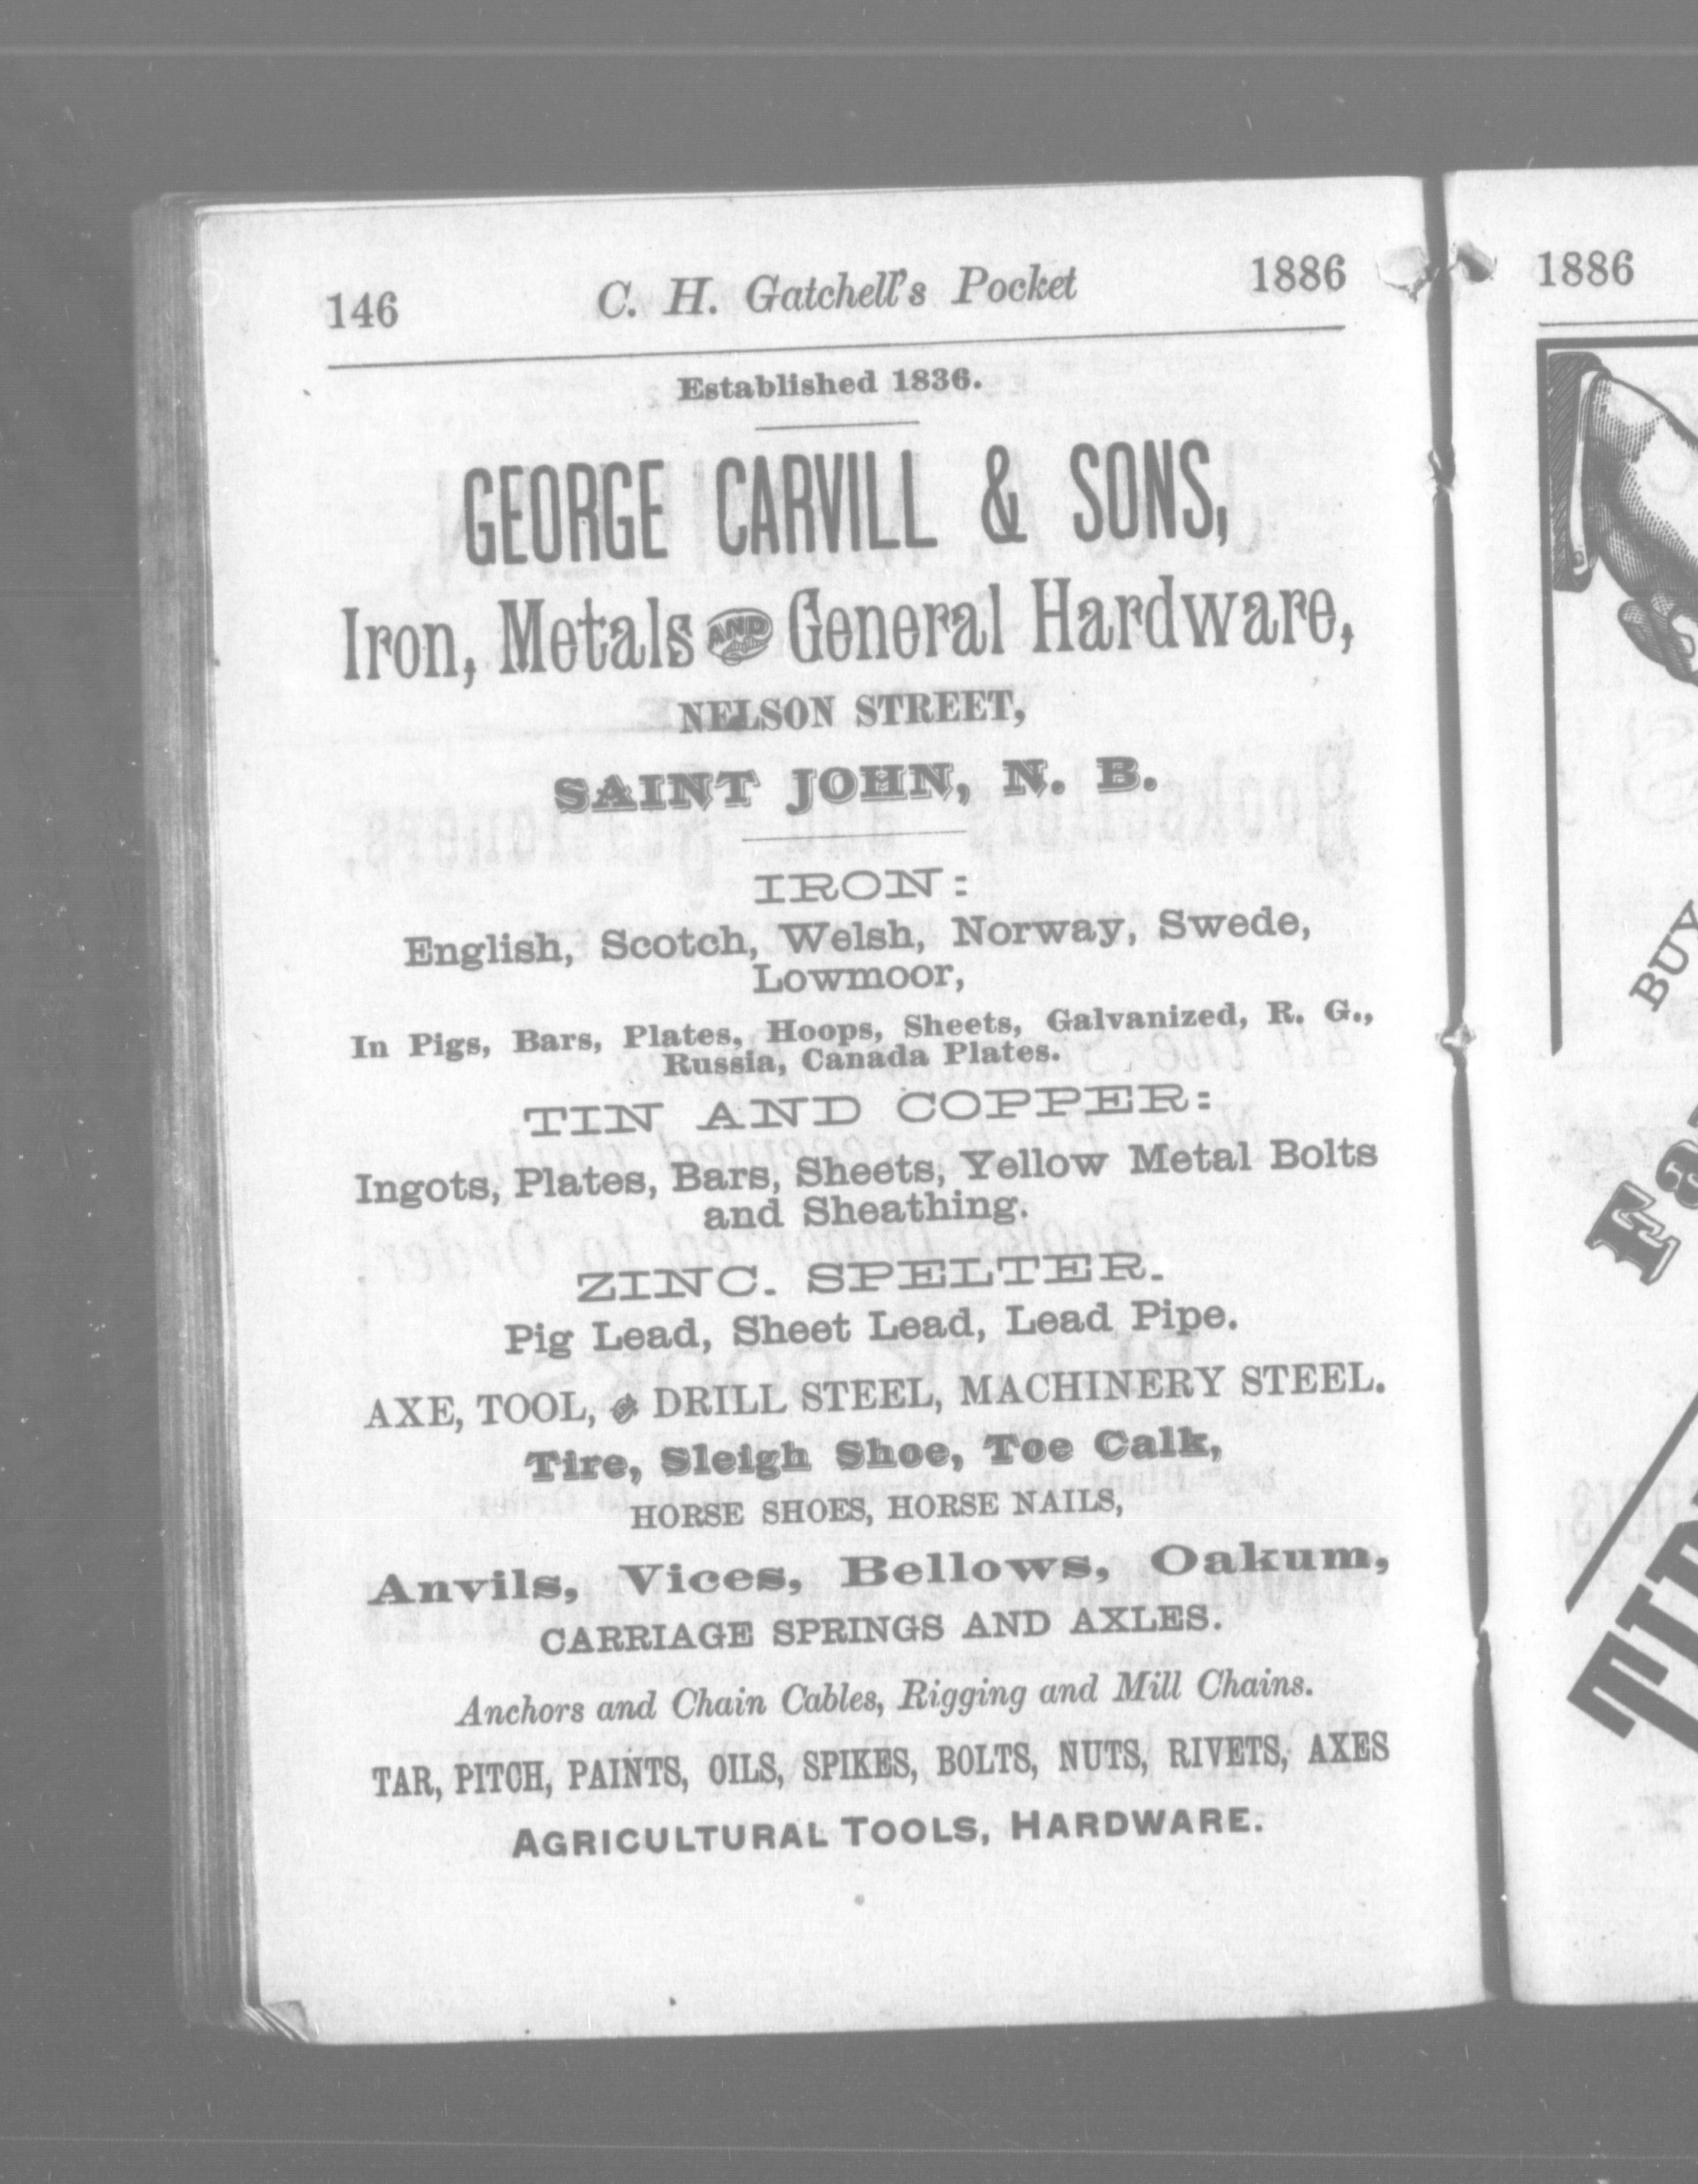 146 C. H. Gatchell's Pocket 1886
Established 1836.
GEORGE CARVILL & SONS,
Iron, Metals AND General Hardware,
NELSON STREET,
SAINT JOHN, N. B.
IRON:
English, Scotch, Welsh, Norway, Swede,
Lowmoor,
In Pigs, Bars, Plates, Hoops, Sheets, Galvanized, R. G.,
Russia, Canada Plates.
TIN AND COPPER:
Ingots, Plates, Bars, Sheets, Yellow Metal Bolts
and Sheathing.
ZINC. SPELTER.
Pig Lead, Sheet Lead, Lead Pipe.
AXE, TOOL, & DRILL STEEL, MACHINERY STEEL.
Tire, Sleigh Shoe, Toe Calk,
HORSE SHOES, HORSE NAILS,
Anvils, Vices, Bellows, Oakum,
CARRIAGE SPRINGS AND AXLES.
Anchors and Chain Cables, Rigging and Mill Chains.
TAR, PITCH, PAINTS, OILS, SPIKES, BOLTS, NUTS, RIVETS, AXES
AGRICULTURAL TOOLS, HARDWARE.
1886
BUY